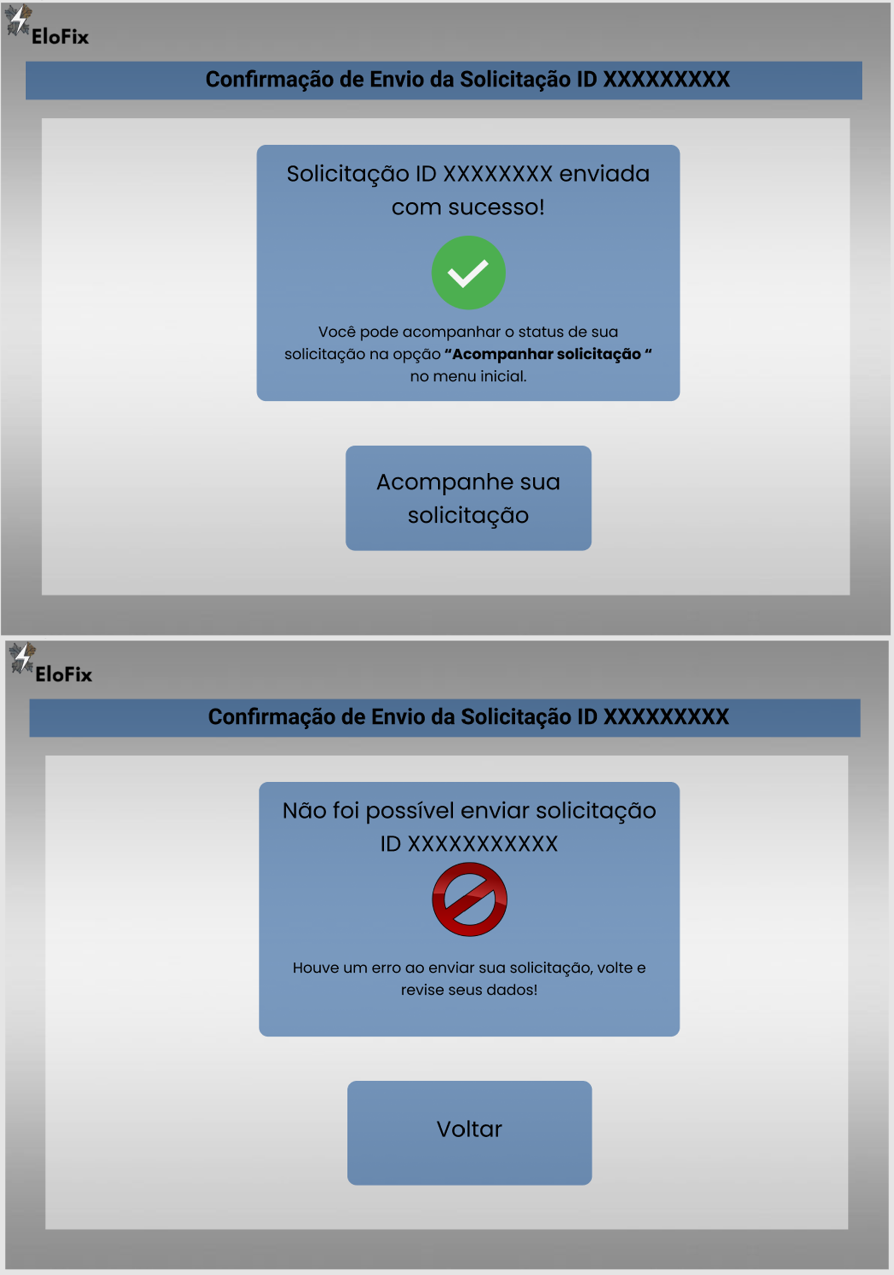 EloFix
Confirmação de Envio da Solicitação ID XXXXXXXXX
Solicitação ID XXXXXXXX enviada
com sucesso!
Você pode acompanhar o status de sua
solicitação na opção “Acompanhar solicitação “
no menu inicial.
Acompanhe sua
solicitação
EloFix
Confirmação de Envio da Solicitação ID XXXXXXXXX
Não foi possível enviar solicitação
ID XXXXXXXXXXX
Houve um erro ao enviar sua solicitação, volte e
revise seus dados!
Voltar